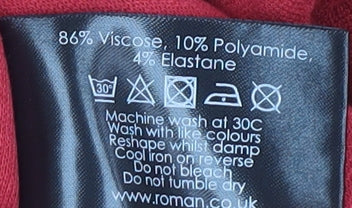 86% Viscose, 10% Polyamide,
4% Elastane
30°
Machine wash at 30C
Wash with like colours
Reshape whilst damp
Cool iron on reverse
Do not bleach
Do not tumble dry
www.roman.co.uk